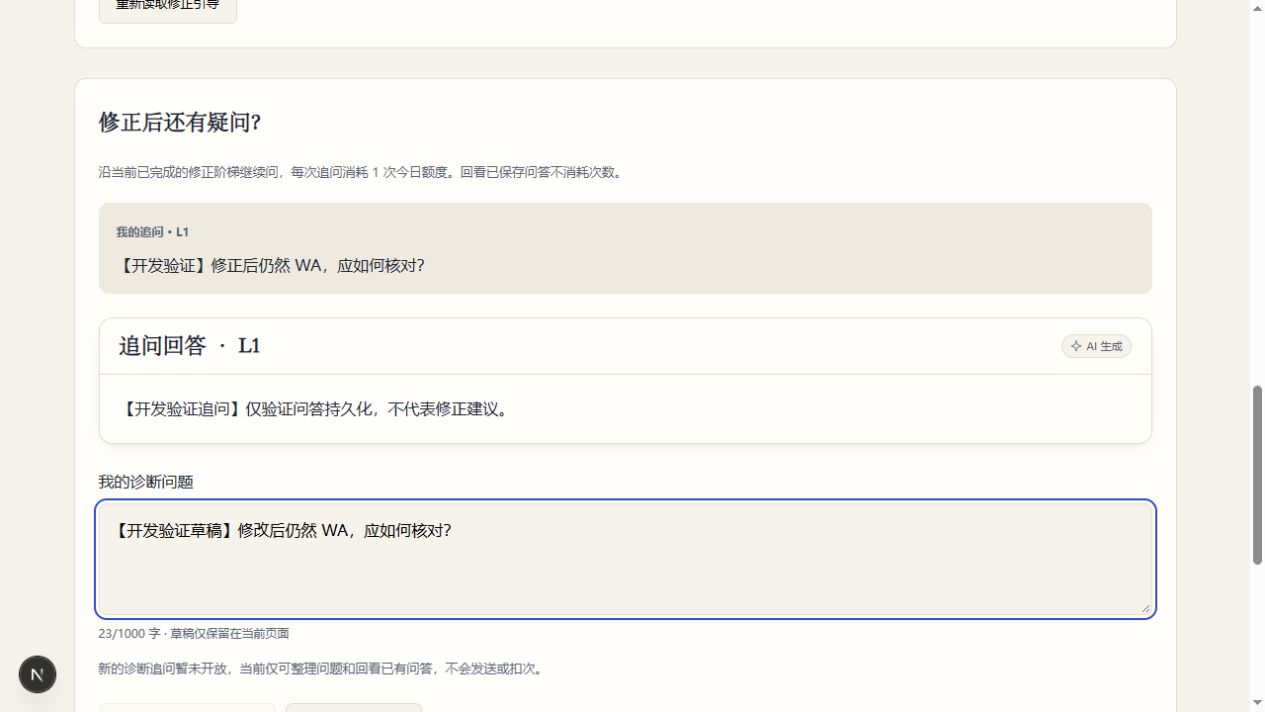 重新读取修正引导
修正后还有疑问？
沿当前已完成的修正阶梯继续问，每次追问消耗 1 次今日额度。回看已保存问答不消耗次数。
我的追问 · L1
【开发验证】修正后仍然 WA，应如何核对？
追问回答 · L1
AI 生成
【开发验证追问】仅验证问答持久化，不代表修正建议。
我的诊断问题
【开发验证草稿】修改后仍然 WA，应如何核对？
23/1000 字 · 草稿仅保留在当前页面
新的诊断追问暂未开放，当前仅可整理问题和回看已有问答，不会发送或扣次。
N